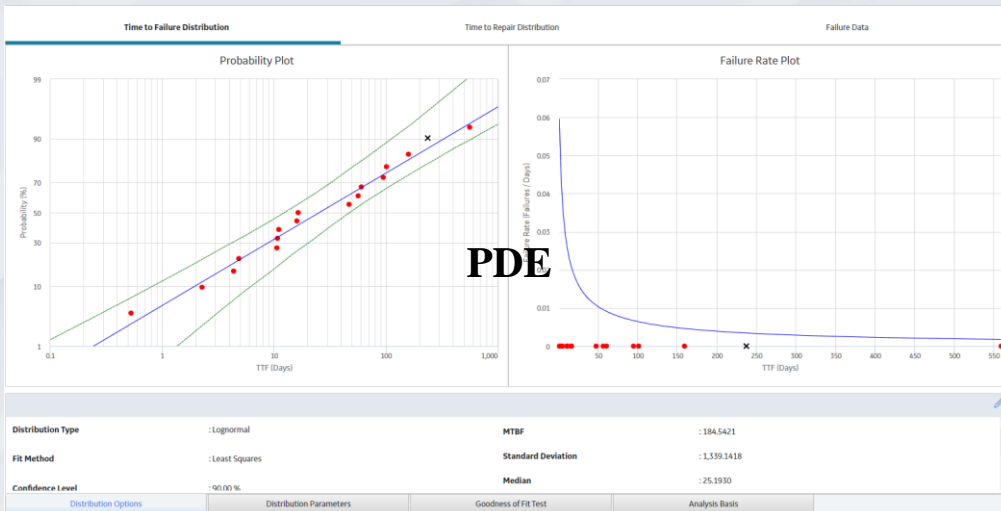 Time to Failure Distribution
Time to Repair Distribution
Failure Data
Probability Plot
99
90
70
50
30
10
1
Probability (%)
0.1
1
10
100
1,000
TTF (Days)
Failure Rate Plot
0.07
0.06
0.05
0.04
0.03
0.01
0
Failure Rate (Failures / Days)
50
100
150
200
250
300
350
400
450
500
550
TTF (Days)
PDE
Distribution Type : Lognormal
MTBF : 184.5421
Fit Method : Least Squares
Standard Deviation : 1,339.1418
Confidence Level : 90.00 %
Median : 25.1930
Distribution Options
Distribution Parameters
Goodness of Fit Test
Analysis Basis